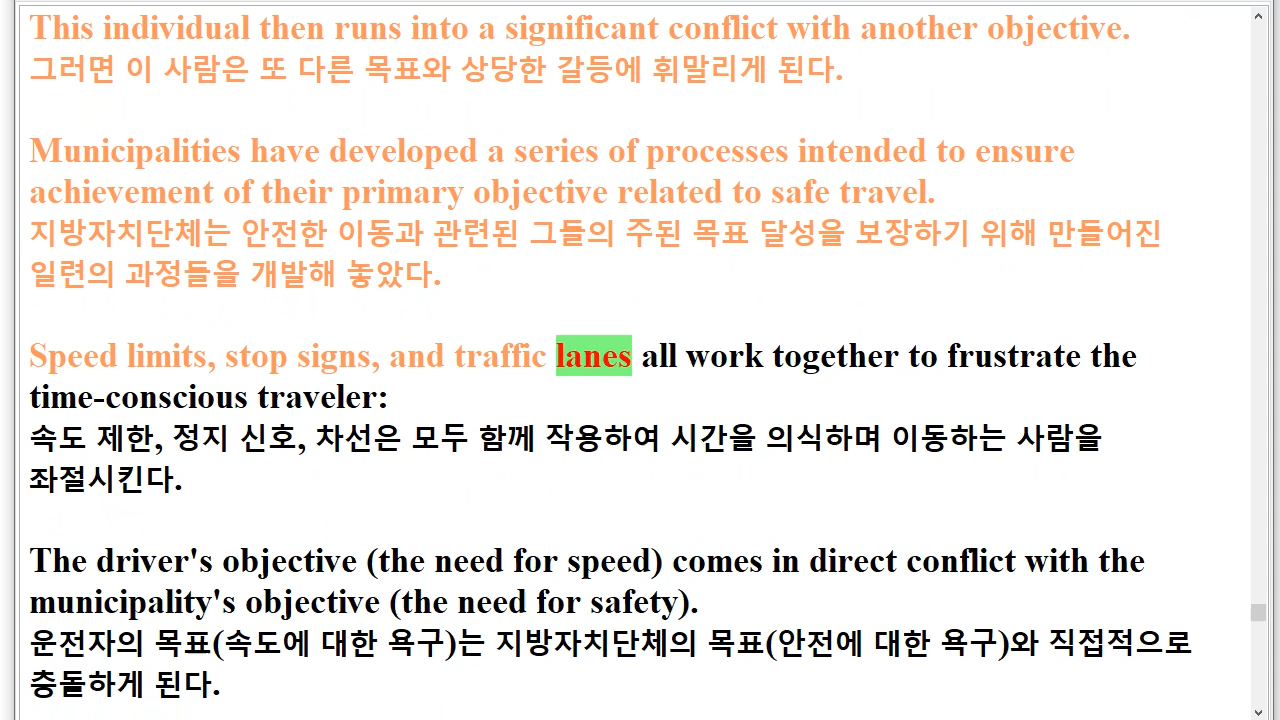 This individual then runs into a significant conflict with another objective.
그러면 이 사람은 또 다른 목표와 상당한 갈등에 휘말리게 된다.
Municipalities have developed a series of processes intended to ensure
achievement of their primary objective related to safe travel.
지방자치단체는 안전한 이동과 관련된 그들의 주된 목표 달성을 보장하기 위해 만들어진
일련의 과정들을 개발해 놓았다.
Speed limits, stop signs, and traffic lanes all work together to frustrate the
time-conscious traveler:
속도 제한, 정지 신호, 차선은 모두 함께 작용하여 시간을 의식하며 이동하는 사람을
좌절시킨다.
The driver's objective (the need for speed) comes in direct conflict with the
municipality's objective (the need for safety).
운전자의 목표(속도에 대한 욕구)는 지방자치단체의 목표(안전에 대한 욕구)와 직접적으로
충돌하게 된다.